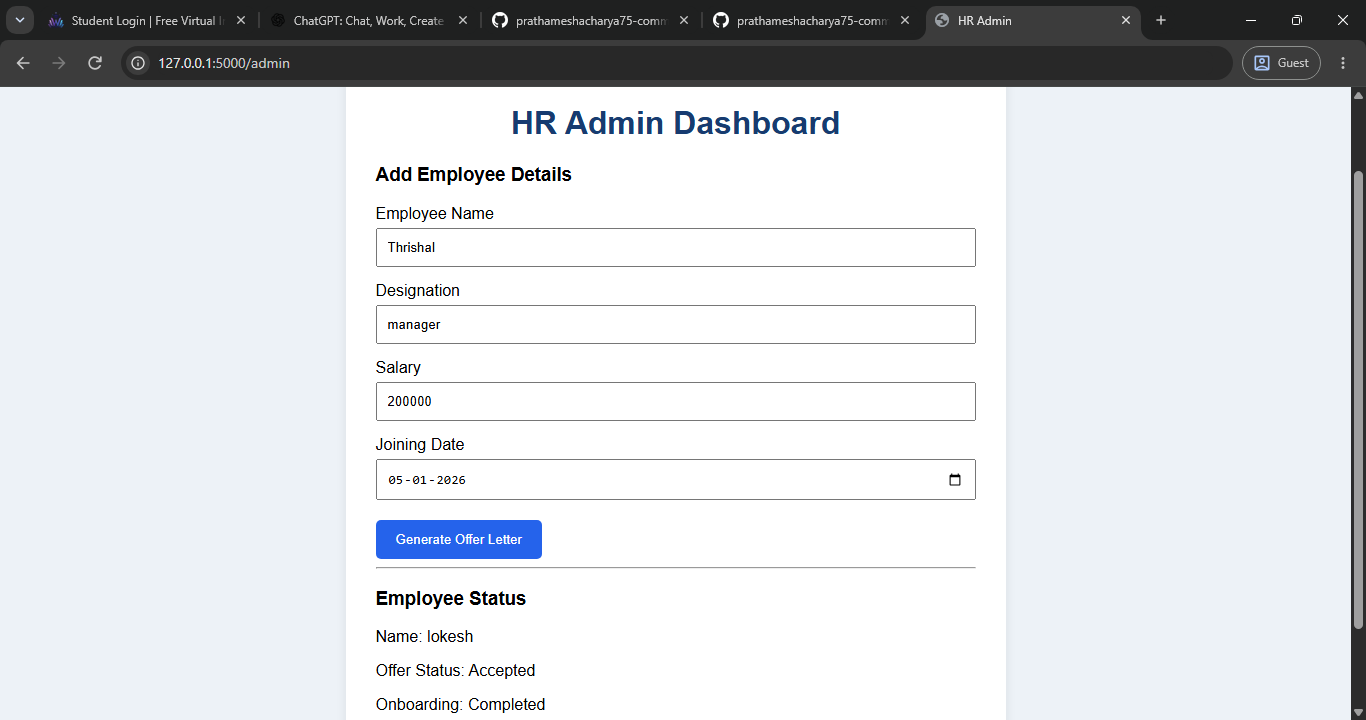 Student Login | Free Virtual I
ChatGPT: Chat, Work, Create
prathameshacharya75-comm
prathameshacharya75-comm
HR Admin
127.0.0.1:5000/admin
Guest
HR Admin Dashboard
Add Employee Details
Employee Name
Thrishal
Designation
manager
Salary
200000
Joining Date
05-01-2026
Generate Offer Letter
Employee Status
Name: lokesh
Offer Status: Accepted
Onboarding: Completed